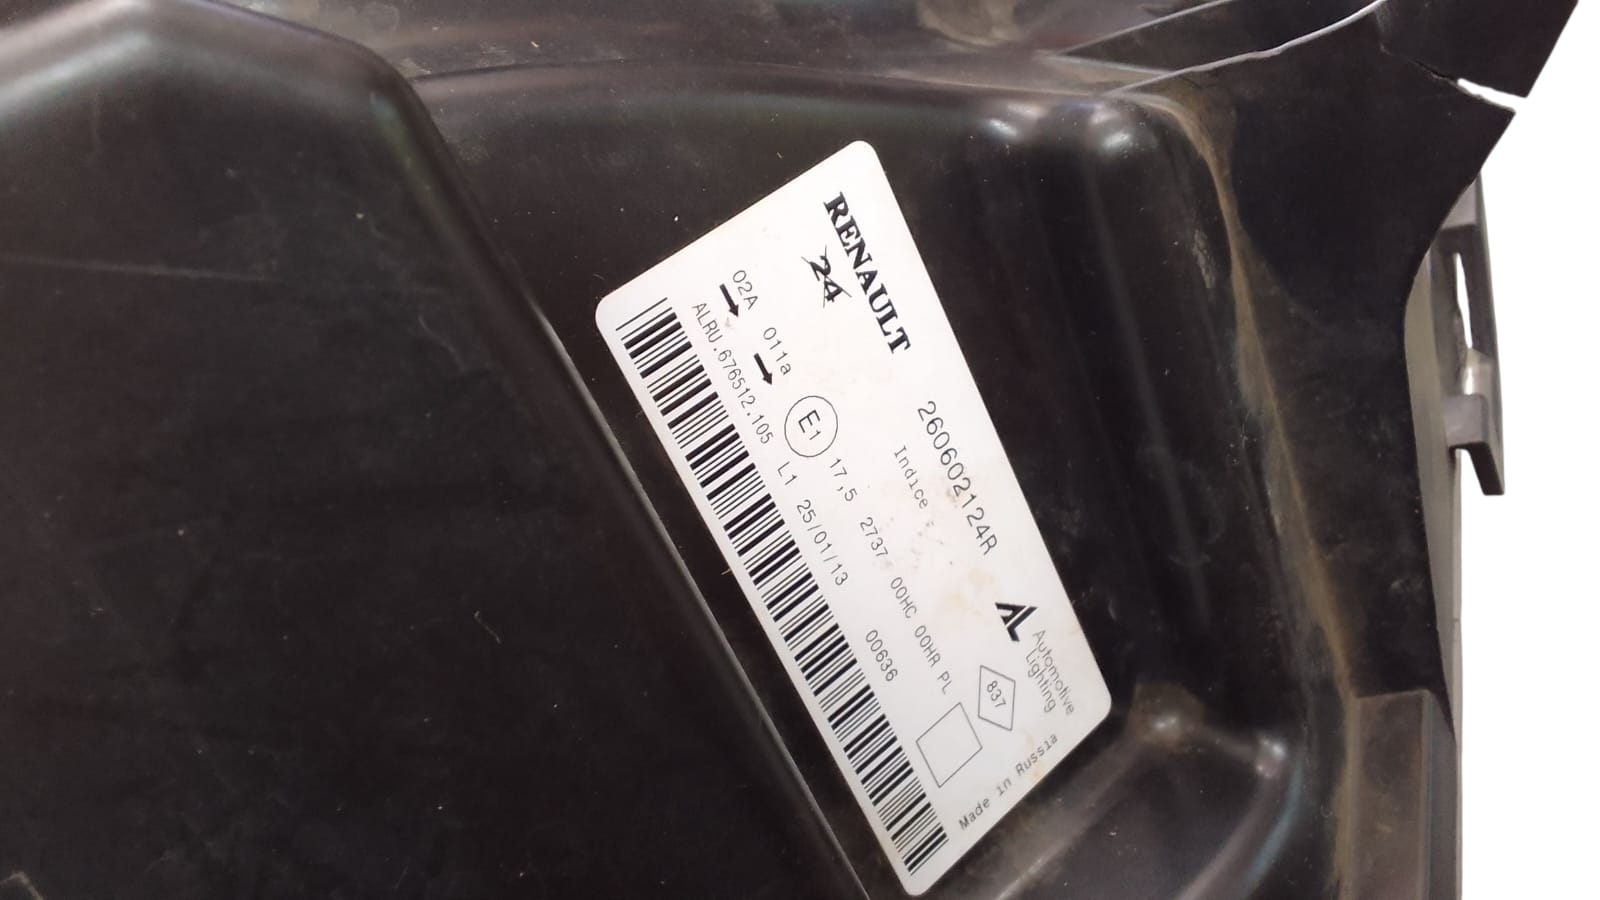 RENAULT 260602124R
24 Indice :
Automotive
Lighting
02A 011a E1 17,5 2737 00HC 00HR PL
837
ALRU.676512.105 L1 25/01/13 00636
Made in Russia